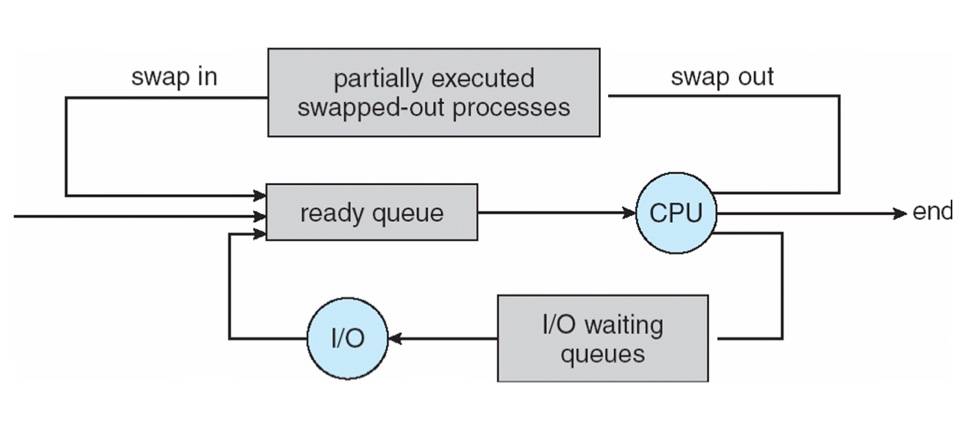 swap in
partially executed
swapped-out processes
swap out
ready queue
CPU
end
I/O
I/O waiting
queues